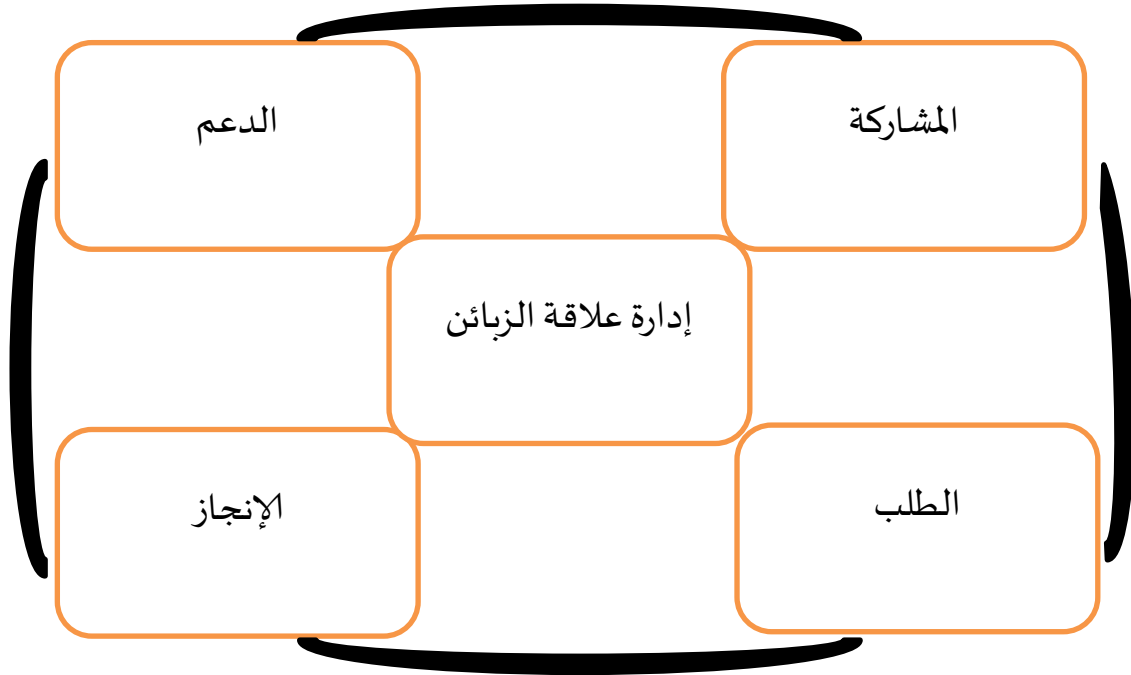 المشاركة
الدعم
إدارة علاقة الزبائن
الطلب
الإنجاز